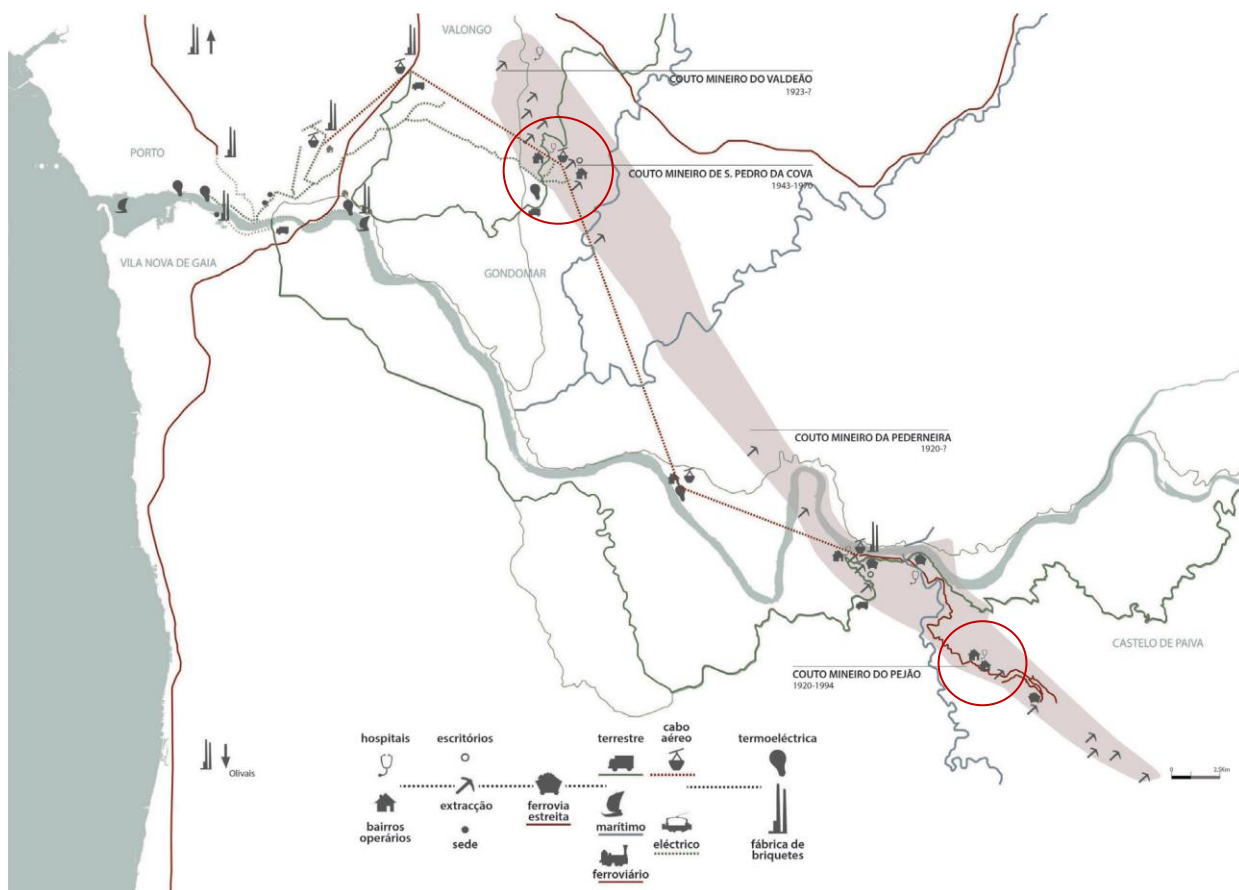 VALONGO
COUTO MINEIRO DO VALDEÃO
1923-?
PORTO
COUTO MINEIRO DE S. PEDRO DA COVA
1943-1970
VILA NOVA DE GAIA
GONDOMAR
COUTO MINEIRO DA PEDERNEIRA
1920-?
CASTELO DE PAIVA
COUTO MINEIRO DO PEJÃO
1920-1994
Olivais
hospitais
escritórios
terrestre
cabo
aéreo
termoeléctrica
bairros
operários
extracção
sede
ferrovia
estreita
marítimo
ferroviário
eléctrico
fábrica de
briquetes
0
2.5Km